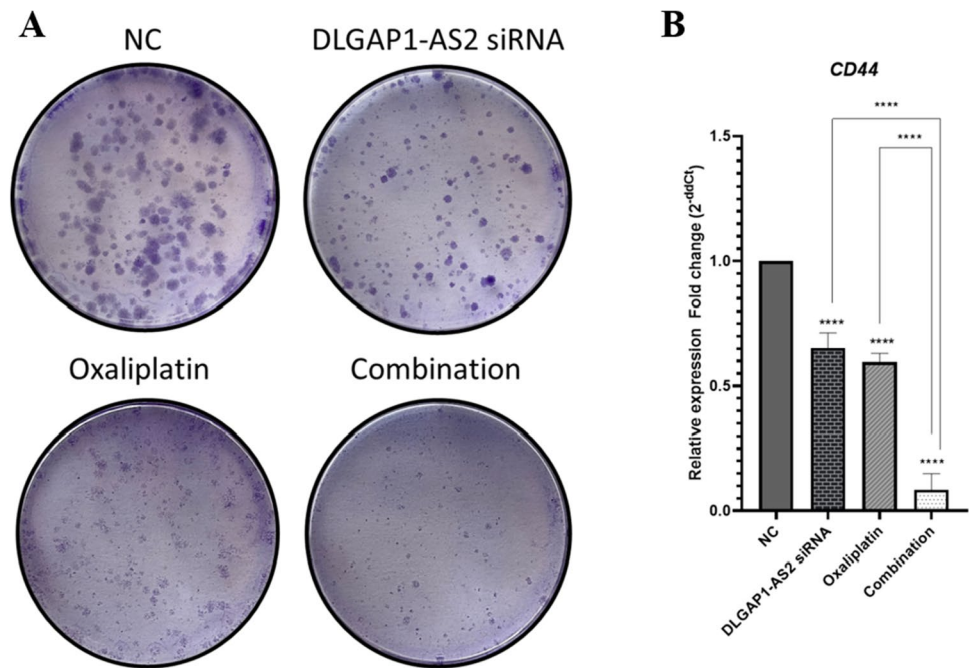 A
NC
DLGAP1-AS2 siRNA
Oxaliplatin
Combination
B
CD44
****
****
1.5
1.0
0.5
0.0
Relative expression Fold change (2^-ddCt)
****
****
****
NC
DLGAP1-AS2 siRNA
Oxaliplatin
Combination